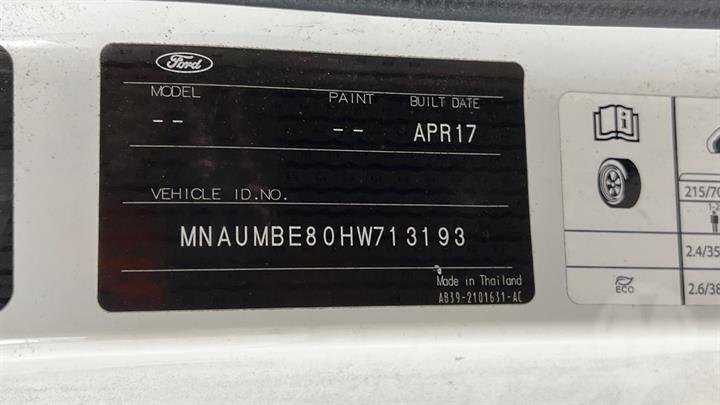 Ford
MODEL PAINT BUILT DATE
-- -- APR17
VEHICLE ID.NO.
MNAUMBE80HW713193
Made in Thailand
AB39-2101631-AC
215/70
2.4/35
ECO 2.6/38